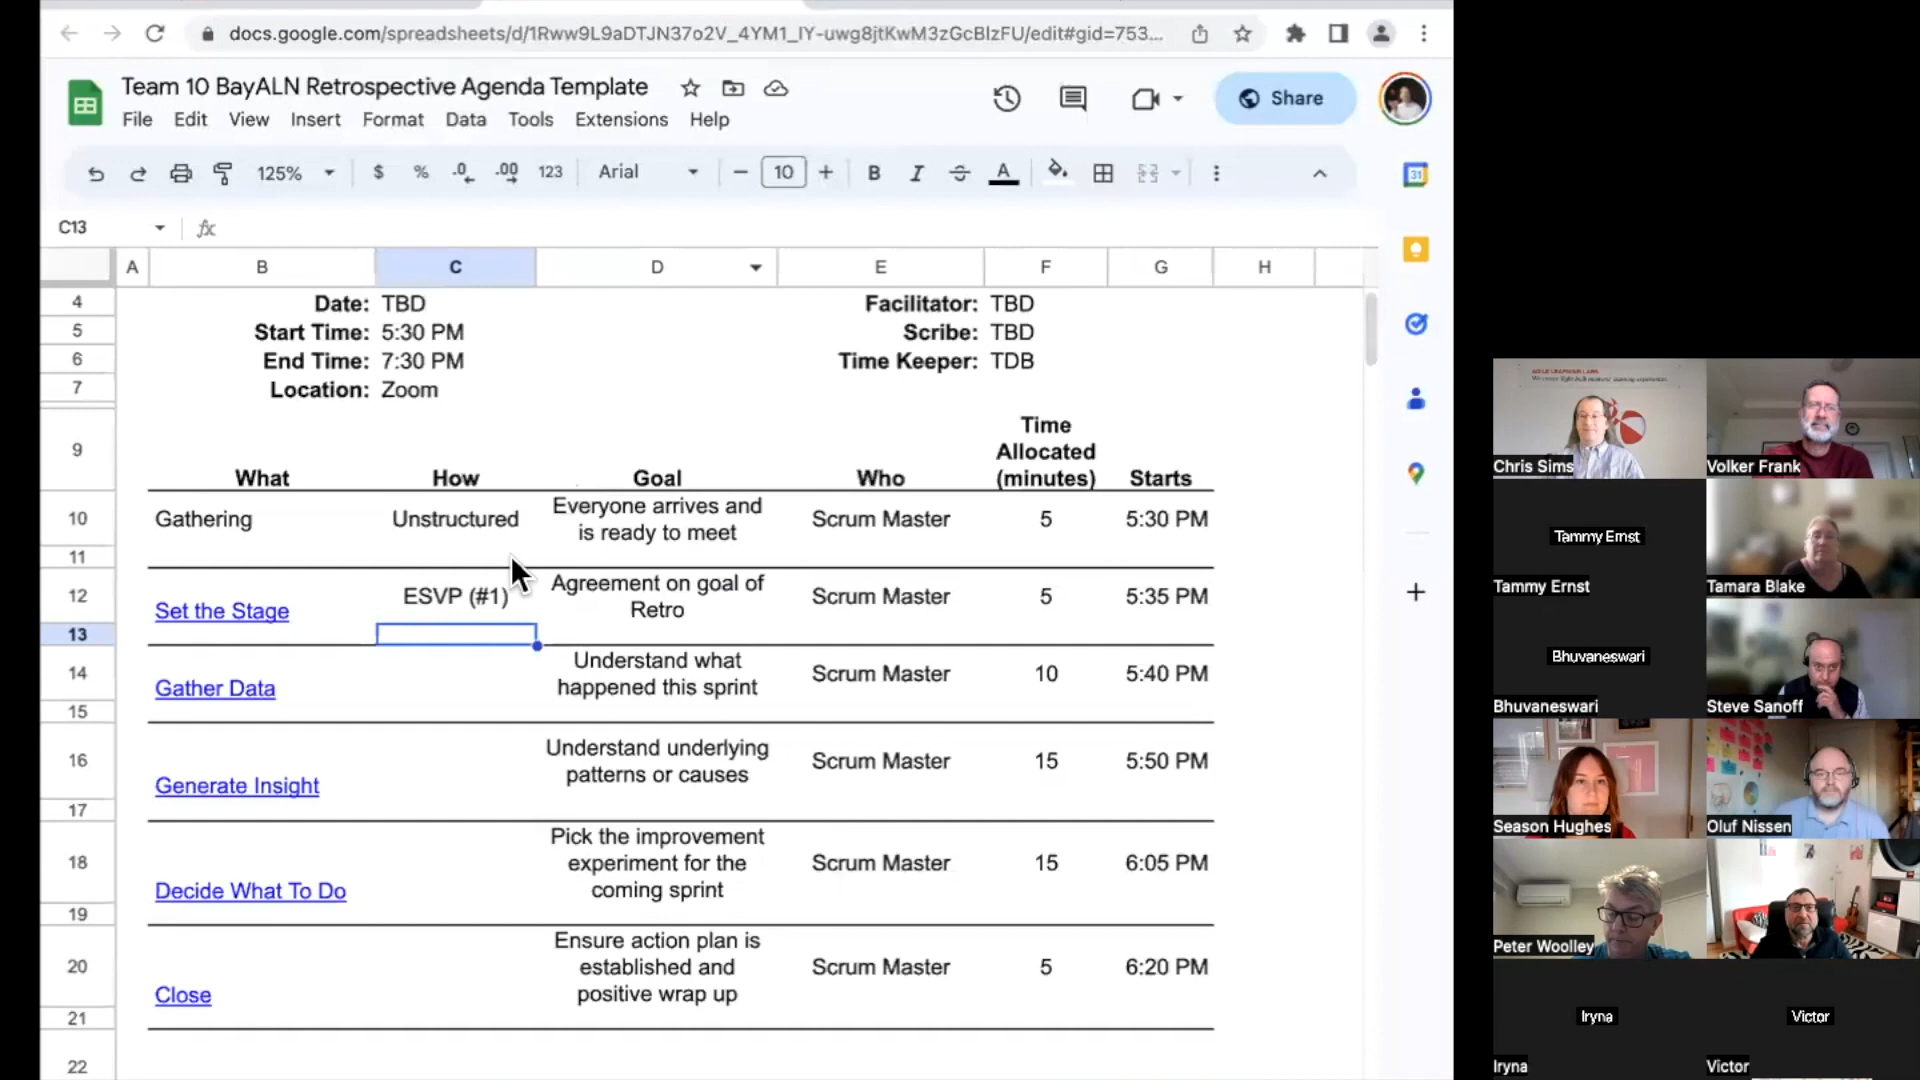 docs.google.com/spreadsheets/d/1Rww9L9aDTJN37o2V_4YM1_IY-uwg8jtKwM3zGcBlzFU/edit#gid=753...
Team 10 BayALN Retrospective Agenda Template
Share
File Edit View Insert Format Data Tools Extensions Help
125% $ % .0 .00 123 Arial 10 B I A
31
C13 fx
A B C D E F G H
4 Date: TBD Facilitator: TBD
5 Start Time: 5:30 PM Scribe: TBD
6 End Time: 7:30 PM Time Keeper: TDB
7 Location: Zoom
Time
9 Allocated
What How Goal Who (minutes) Starts
Everyone arrives and
10 Gathering Unstructured is ready to meet Scrum Master 5 5:30 PM
11
Agreement on goal of
12 Set the Stage ESVP (#1) Retro Scrum Master 5 5:35 PM
13
Understand what
14 Gather Data happened this sprint Scrum Master 10 5:40 PM
15
Understand underlying
16 Generate Insight patterns or causes Scrum Master 15 5:50 PM
17
Pick the improvement
18 Decide What To Do experiment for the Scrum Master 15 6:05 PM
coming sprint
19
Ensure action plan is
20 Close established and Scrum Master 5 6:20 PM
positive wrap up
21
22
AGILE LEARNING LABS
Chris Sims
Volker Frank
Tammy Ernst
Tammy Ernst
Tamara Blake
Bhuvaneswari
Bhuvaneswari
Steve Sanoff
Season Hughes
Oluf Nissen
Peter Woolley
Iryna
Victor
Iryna
Victor